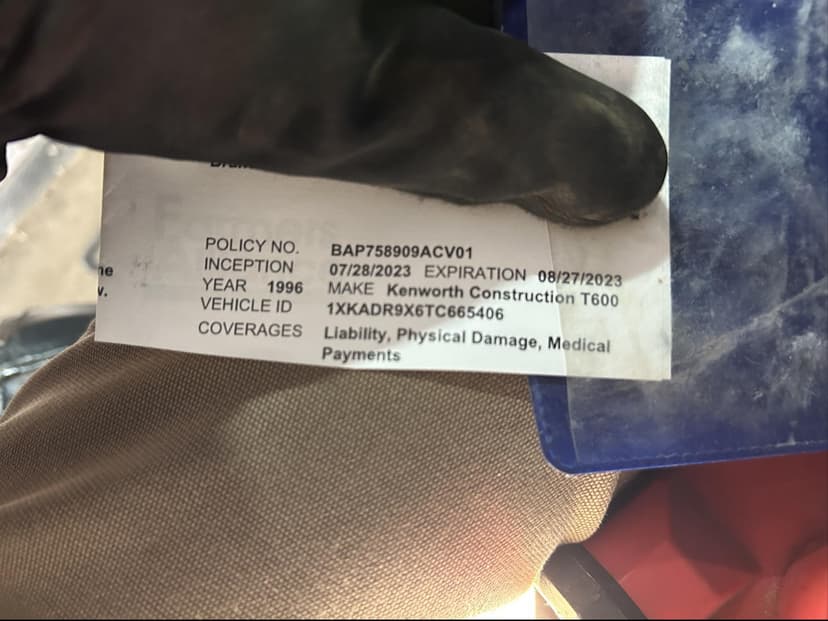 POLICY NO. BAP758909ACV01
INCEPTION 07/28/2023 EXPIRATION 08/27/2023
YEAR 1996 MAKE Kenworth Construction T600
VEHICLE ID 1XKADR9X6TC665406
COVERAGES Liability, Physical Damage, Medical
Payments